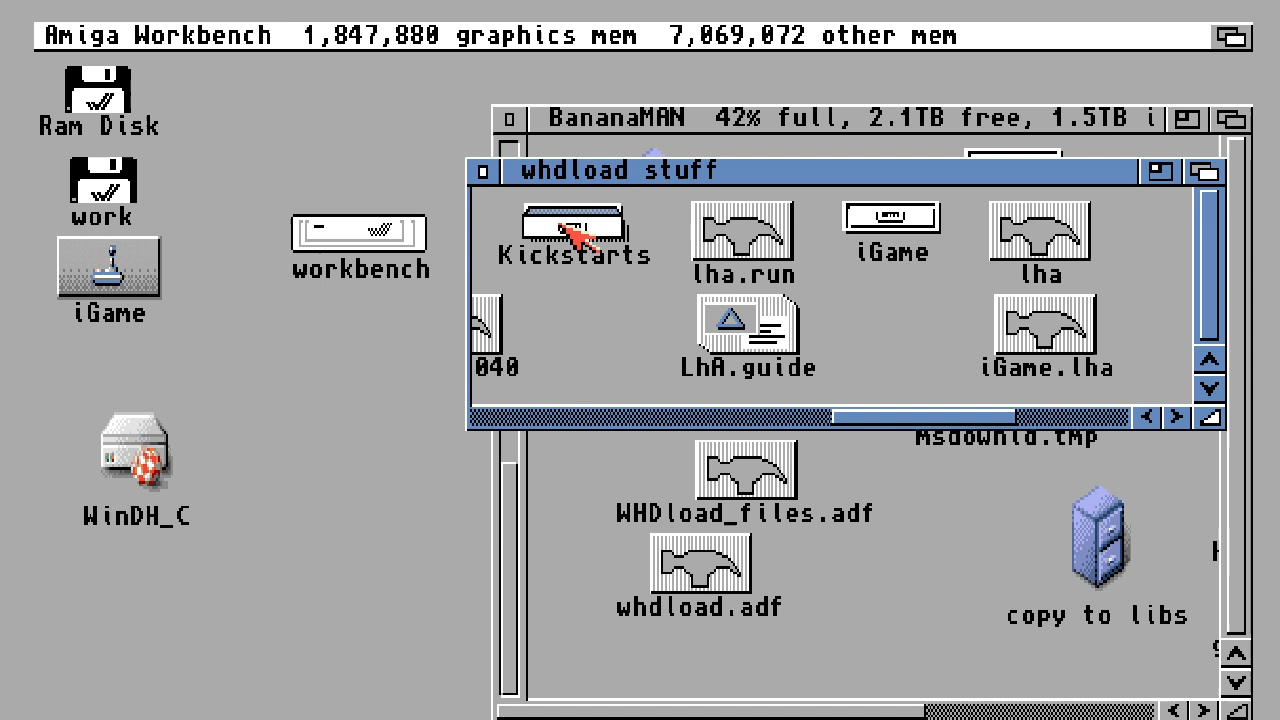 Amiga Workbench 1,847,880 graphics mem 7,069,072 other mem
Ram Disk
BananaMAN 42% full, 2.1TB free, 1.5TB i
whdload stuff
work
Kickstarts
lha.run
iGame
lha
workbench
iGame
040
LhA.guide
iGame.lha
msdownld.tmp
WinDH_C
WHDload_files.adf
whdload.adf
copy to libs